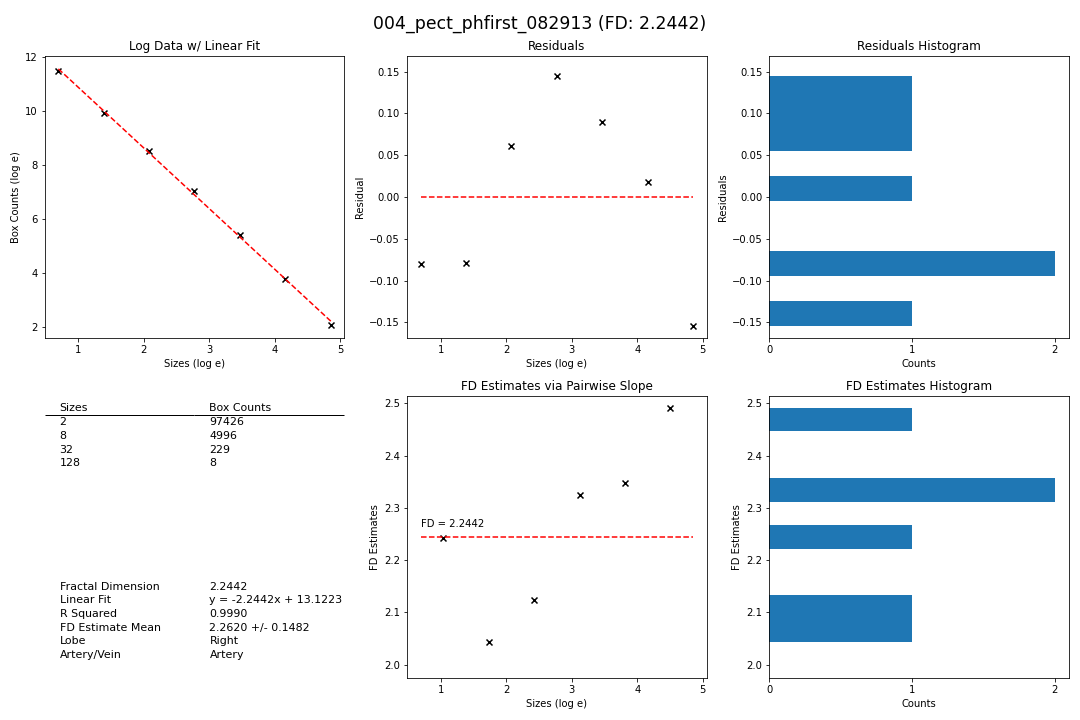 004_pect_phfirst_082913 (FD: 2.2442)
Log Data w/ Linear Fit
12
10
8
6
4
2
Box Counts (log e)
1 2 3 4 5
Sizes (log e)
Residuals
0.15
0.10
0.05
0.00
−0.05
−0.10
−0.15
Residual
1 2 3 4 5
Sizes (log e)
Residuals Histogram
0.15
0.10
0.05
0.00
−0.05
−0.10
−0.15
Residuals
0 1 2
Counts
Sizes Box Counts
2 97426
8 4996
32 229
128 8
Fractal Dimension 2.2442
Linear Fit y = -2.2442x + 13.1223
R Squared 0.9990
FD Estimate Mean 2.2620 +/- 0.1482
Lobe Right
Artery/Vein Artery
FD Estimates via Pairwise Slope
2.5
2.4
2.3
2.2
2.1
2.0
FD Estimates
FD = 2.2442
1 2 3 4 5
Sizes (log e)
FD Estimates Histogram
2.5
2.4
2.3
2.2
2.1
2.0
FD Estimates
0 1 2
Counts